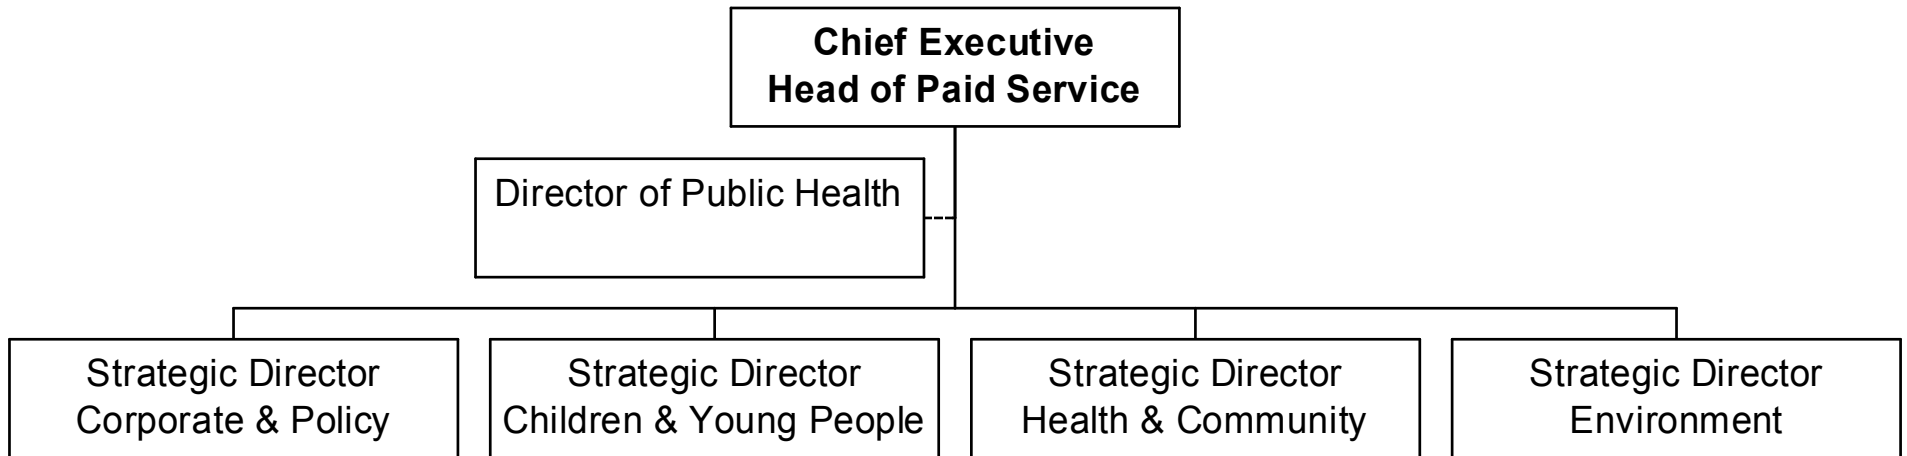 Chief Executive
Head of Paid Service
Director of Public Health
Strategic Director
Corporate & Policy
Strategic Director
Children & Young People
Strategic Director
Health & Community
Strategic Director
Environment